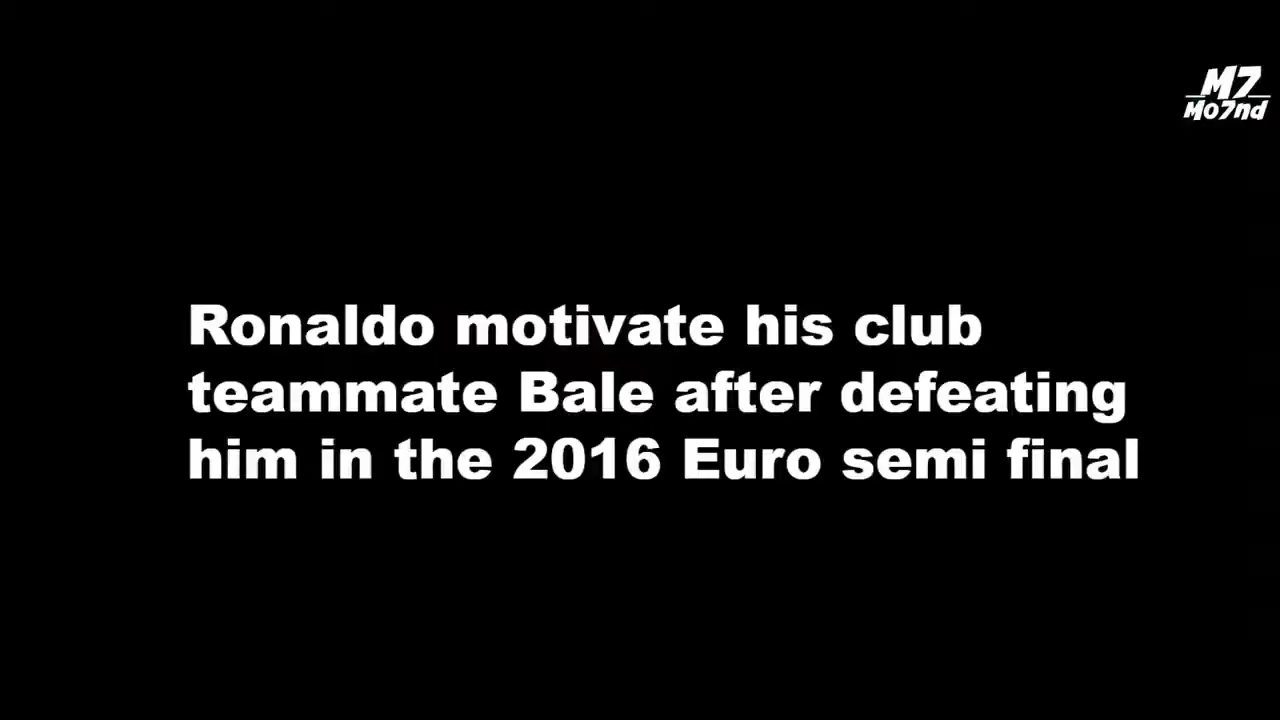 M7
Mo7nd
Ronaldo motivate his club
teammate Bale after defeating
him in the 2016 Euro semi final